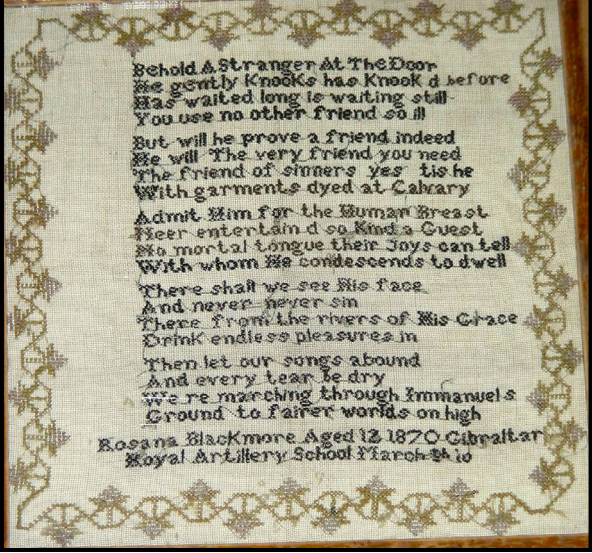 Behold A Stranger At The Door
He gently Knooks has Knook d before
Has waited long is waiting still
You use no other friend so ill
But will he prove a friend indeed
He will The very friend you need
The friend of sinners yes tis he
With garments dyed at Calvary
Admit Him for the Human Breast
Neer entertain d so Kind a Guest
No mortal tongue their Joys can tell
With whom He condescends to dwell
There shall we see His face
And never never sin
There from the rivers of His Grace
Drink endless pleasures in
Then let our songs abound
And every tear be dry
We re marching through Immanuels
Ground to fairer worlds on high
Rosana Blackmore Aged 12 1870 Gibraltar
Royal Artillery School March th 10